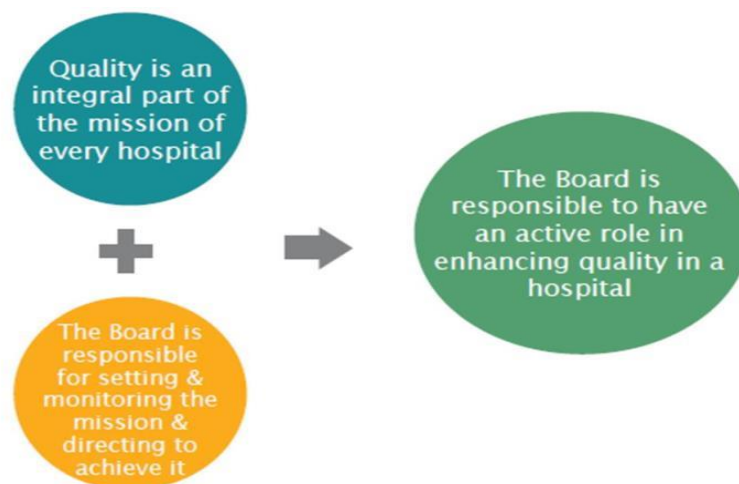 Quality is an
integral part of
the mission of
every hospital
The Board is
responsible
for setting &
monitoring the
mission &
directing to
achieve it
The Board is
responsible to have
an active role in
enhancing quality in a
hospital